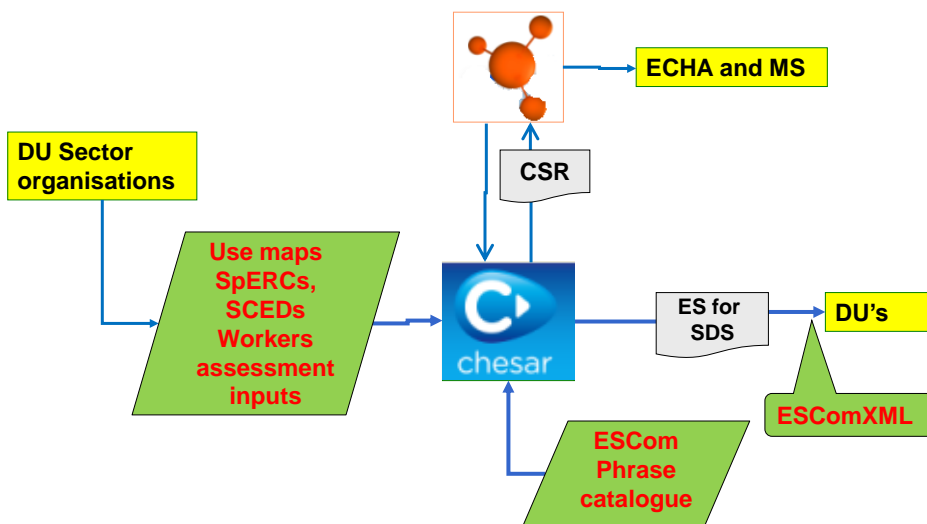 ECHA and MS
DU Sector
organisations
CSR
Use maps
SpERCs,
SCEDs
Workers
assessment
inputs
chesar
ES for
SDS
DU’s
ESComXML
ESCom
Phrase
catalogue